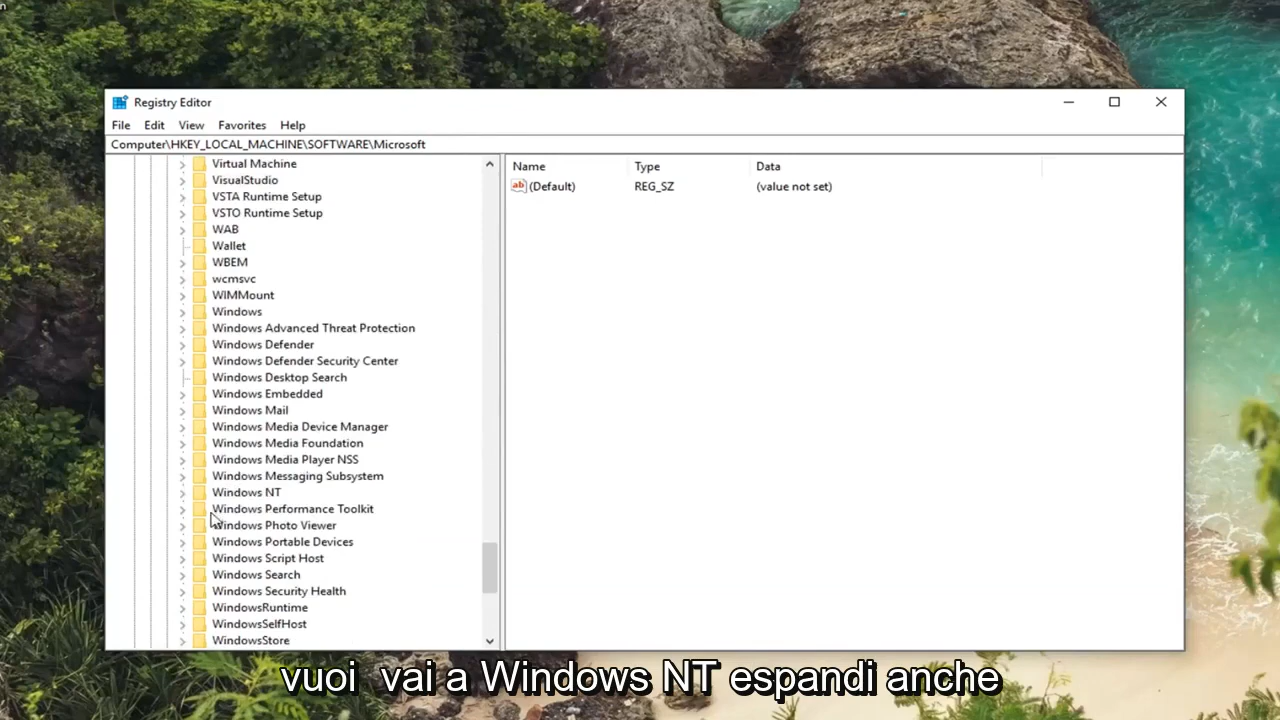 n
Registry Editor
File Edit View Favorites Help
Computer\HKEY_LOCAL_MACHINE\SOFTWARE\Microsoft
Name Type Data
ab (Default) REG_SZ (value not set)
Virtual Machine
VisualStudio
VSTA Runtime Setup
VSTO Runtime Setup
WAB
Wallet
WBEM
wcmsvc
WIMMount
Windows
Windows Advanced Threat Protection
Windows Defender
Windows Defender Security Center
Windows Desktop Search
Windows Embedded
Windows Mail
Windows Media Device Manager
Windows Media Foundation
Windows Media Player NSS
Windows Messaging Subsystem
Windows NT
Windows Performance Toolkit
Windows Photo Viewer
Windows Portable Devices
Windows Script Host
Windows Search
Windows Security Health
WindowsRuntime
WindowsSelfHost
WindowsStore
vuoi vai a Windows NT espandi anche